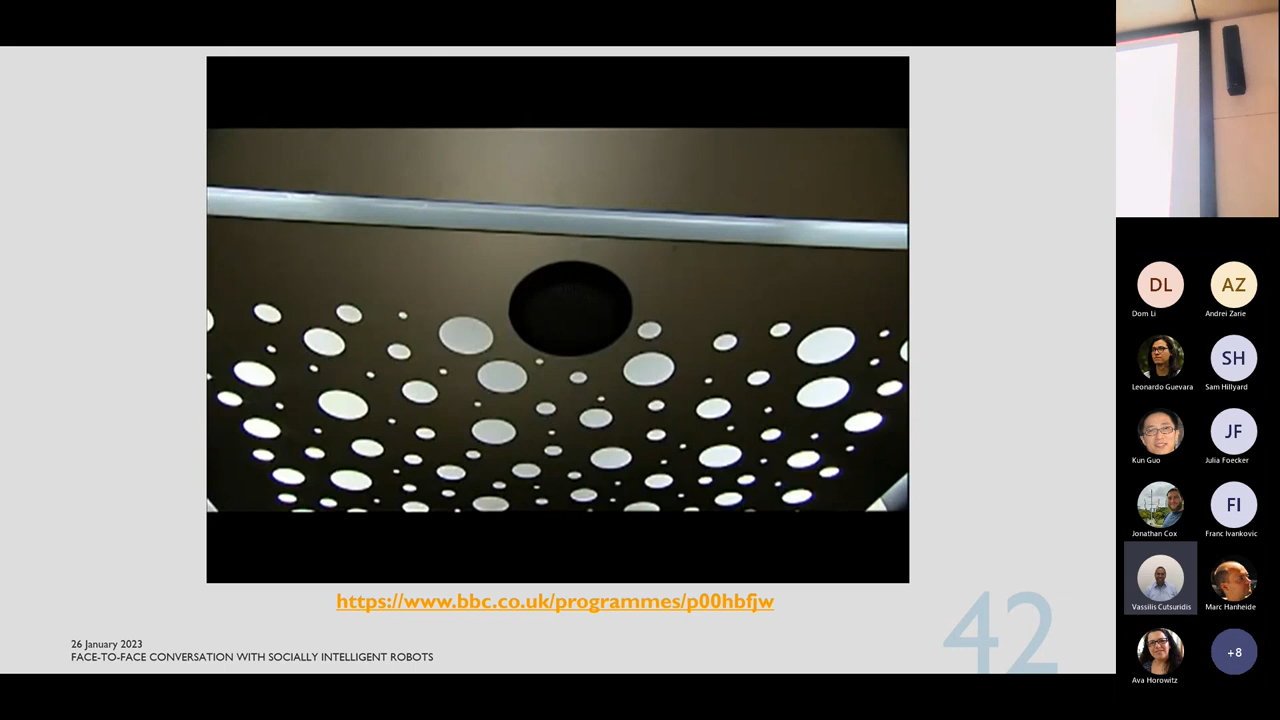 https://www.bbc.co.uk/programmes/p00hbfjw
26 January 2023
FACE-TO-FACE CONVERSATION WITH SOCIALLY INTELLIGENT ROBOTS
42
DL
AZ
Dom Li
Andrei Zarie
SH
Leonardo Guevara
Sam Hillyard
JF
Kun Guo
Julia Foecker
FI
Jonathan Cox
Franc Ivankovic
Vassilis Cutsuridis
Marc Hanheide
+8
Ava Horowitz